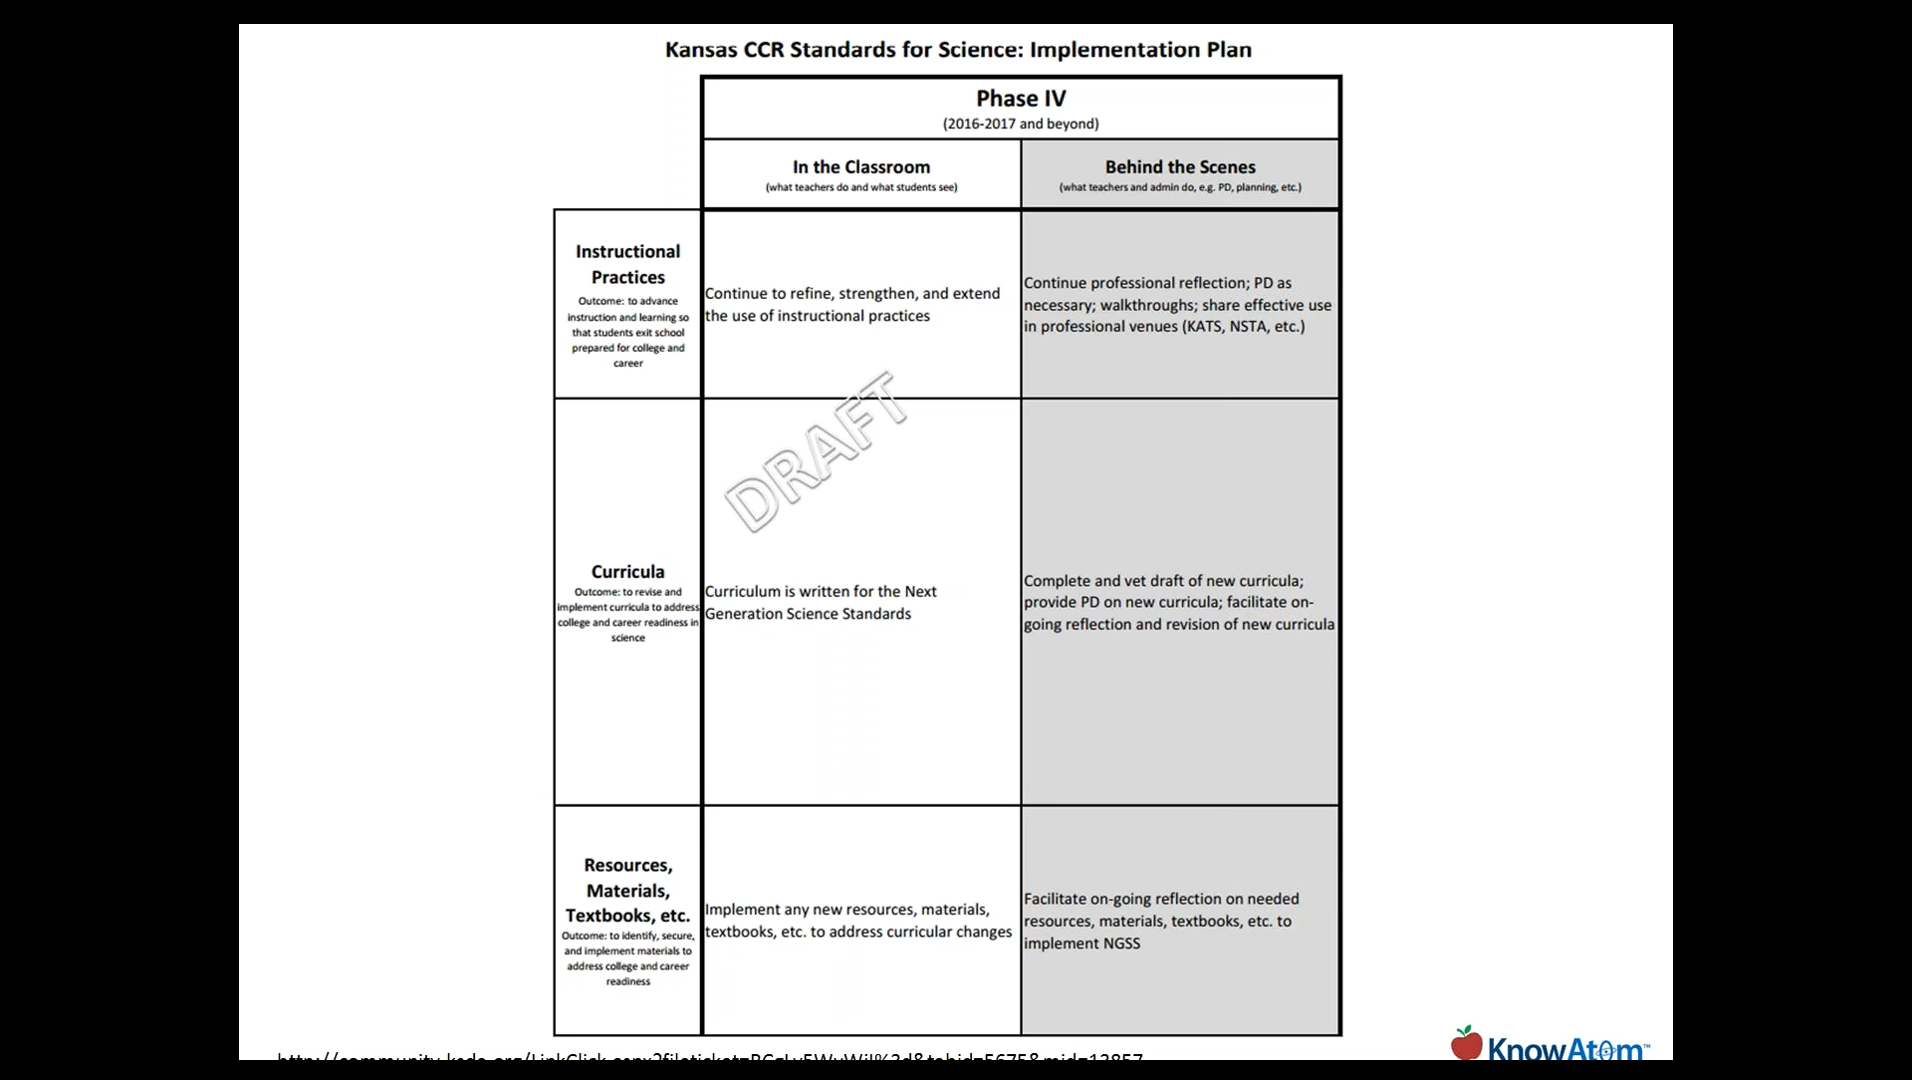 Kansas CCR Standards for Science: Implementation Plan
Phase IV
(2016-2017 and beyond)
In the Classroom
(what teachers do and what students see)
Behind the Scenes
(what teachers and admin do, e.g. PD, planning, etc.)
Instructional
Practices
Outcome: to advance
instruction and learning so
that students exit school
prepared for college and
career
Continue to refine, strengthen, and extend
the use of instructional practices
Continue professional reflection; PD as
necessary; walkthroughs; share effective use
in professional venues (KATS, NSTA, etc.)
DRAFT
Curricula
Outcome: to revise and
implement curricula to address
college and career readiness in
science
Curriculum is written for the Next
Generation Science Standards
Complete and vet draft of new curricula;
provide PD on new curricula; facilitate on-
going reflection and revision of new curricula
Resources,
Materials,
Textbooks, etc.
Outcome: to identify, secure,
and implement materials to
address college and career
readiness
Implement any new resources, materials,
textbooks, etc. to address curricular changes
Facilitate on-going reflection on needed
resources, materials, textbooks, etc. to
implement NGSS
KnowAtom™